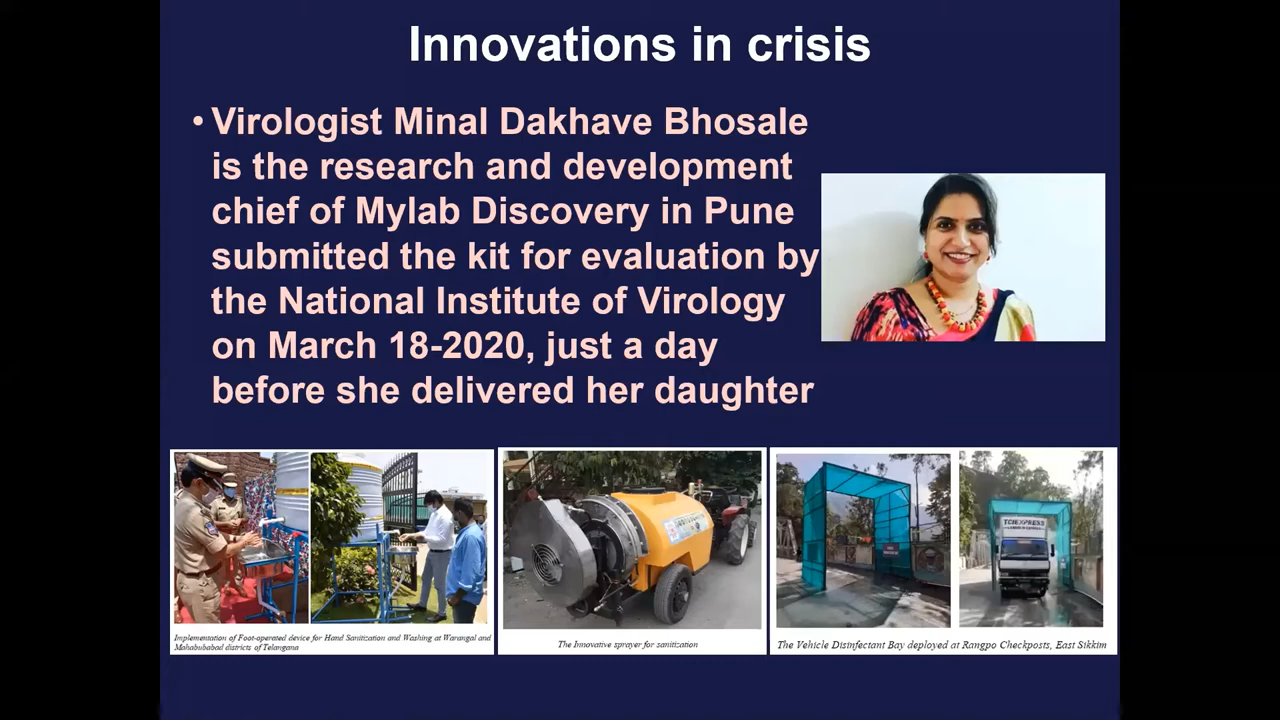 Innovations in crisis
• Virologist Minal Dakhave Bhosale
is the research and development
chief of Mylab Discovery in Pune
submitted the kit for evaluation by
the National Institute of Virology
on March 18-2020, just a day
before she delivered her daughter
TCIEXPRESS
Implementation of Foot-operated device for Hand Sanitization and Washing at Warangal and
Mahabubabad districts of Telangana
The Innovative sprayer for sanitization
The Vehicle Disinfectant Bay deployed at Rangpo Checkposts, East Sikkim